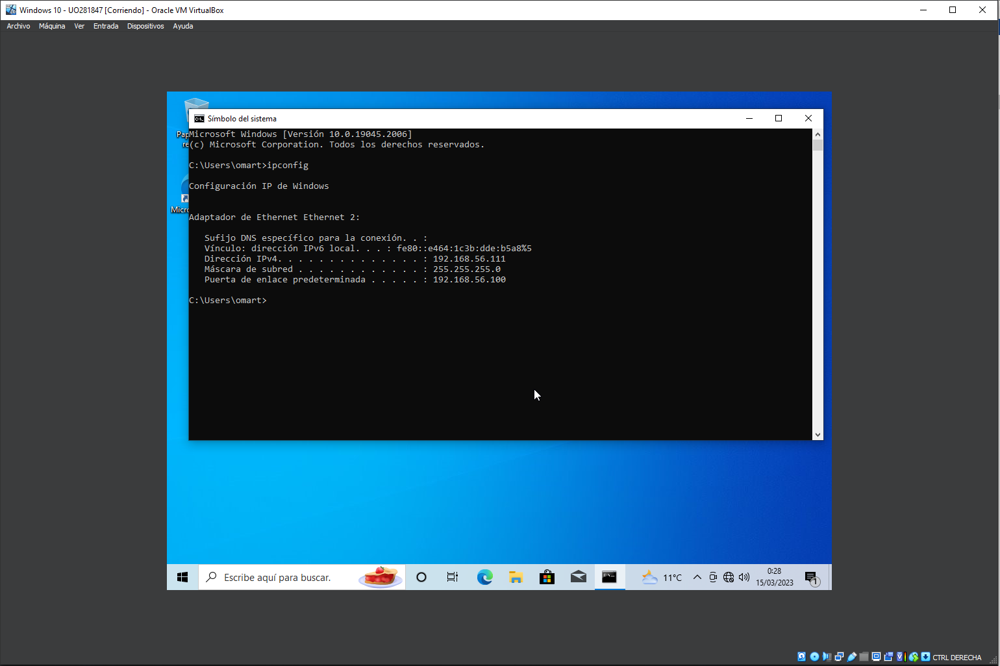 Windows 10 - UO281847 [Corriendo] - Oracle VM VirtualBox
Archivo Máquina Ver Entrada Dispositivos Ayuda
Símbolo del sistema
Pap
re
Micro
Microsoft Windows [Versión 10.0.19045.2006]
(c) Microsoft Corporation. Todos los derechos reservados.
C:\Users\omart>ipconfig
Configuración IP de Windows
Adaptador de Ethernet Ethernet 2:
Sufijo DNS específico para la conexión. . :
Vínculo: dirección IPv6 local. . . : fe80::e464:1c3b:dde:b5a8%5
Dirección IPv4. . . . . . . . . . . . . . : 192.168.56.111
Máscara de subred . . . . . . . . . . . . : 255.255.255.0
Puerta de enlace predeterminada . . . . . : 192.168.56.100
C:\Users\omart>
Escribe aquí para buscar.
11°C
0:28
15/03/2023
1
CTRL DERECHA